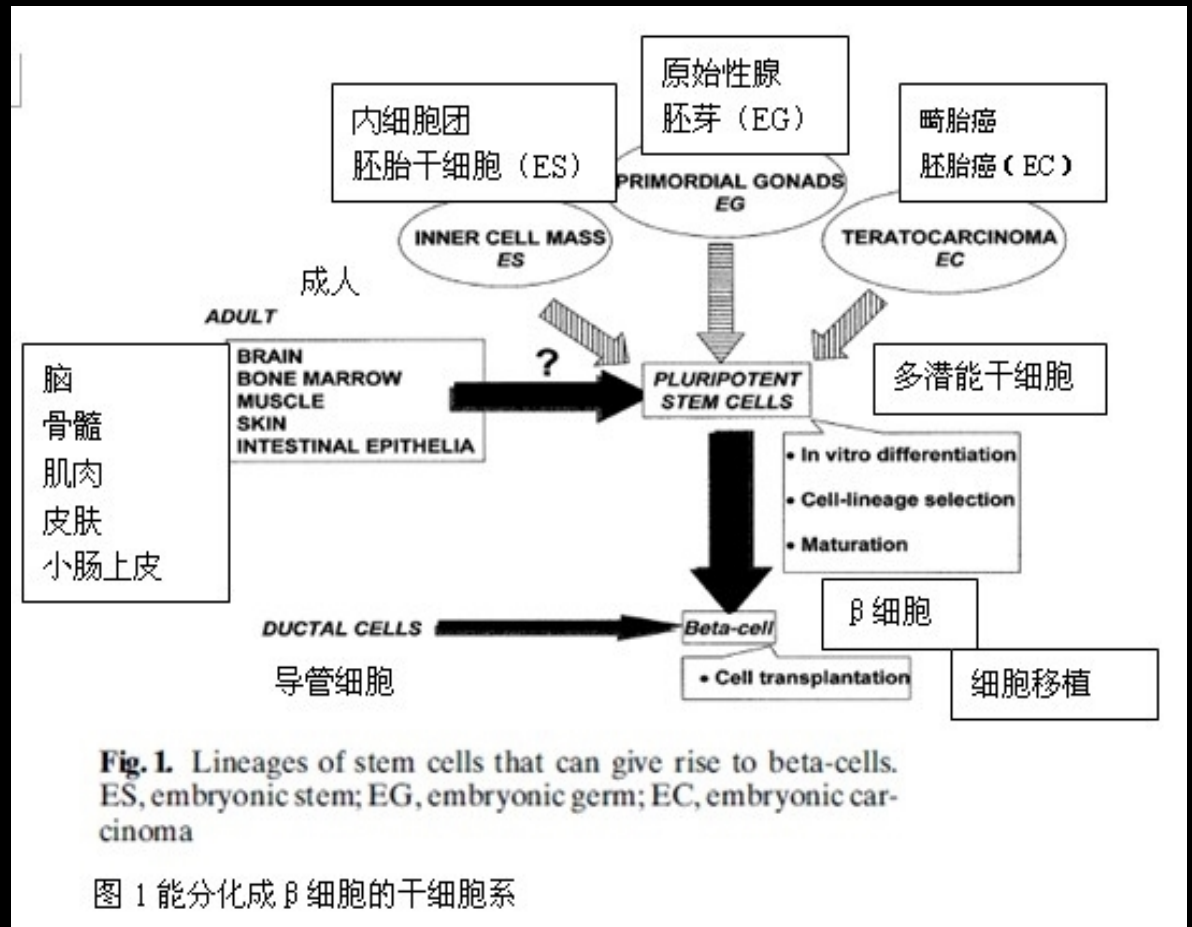 原始性腺
胚芽（EG）
内细胞团
胚胎干细胞（ES）
畸胎癌
胚胎癌（EC）
PRIMORDIAL GONADS
EG
INNER CELL MASS
ES
TERATOCARCINOMA
EC
成人
ADULT
脑
骨髓
肌肉
皮肤
小肠上皮
BRAIN
BONE MARROW
MUSCLE
SKIN
INTESTINAL EPITHELIA
?
PLURIPOTENT
STEM CELLS
多潜能干细胞
• In vitro differentiation
• Cell-lineage selection
• Maturation
DUCTAL CELLS
导管细胞
Beta-cell
β细胞
• Cell transplantation
细胞移植
Fig. 1. Lineages of stem cells that can give rise to beta-cells.
ES, embryonic stem; EG, embryonic germ; EC, embryonic car-
cinoma
图 1 能分化成β细胞的干细胞系